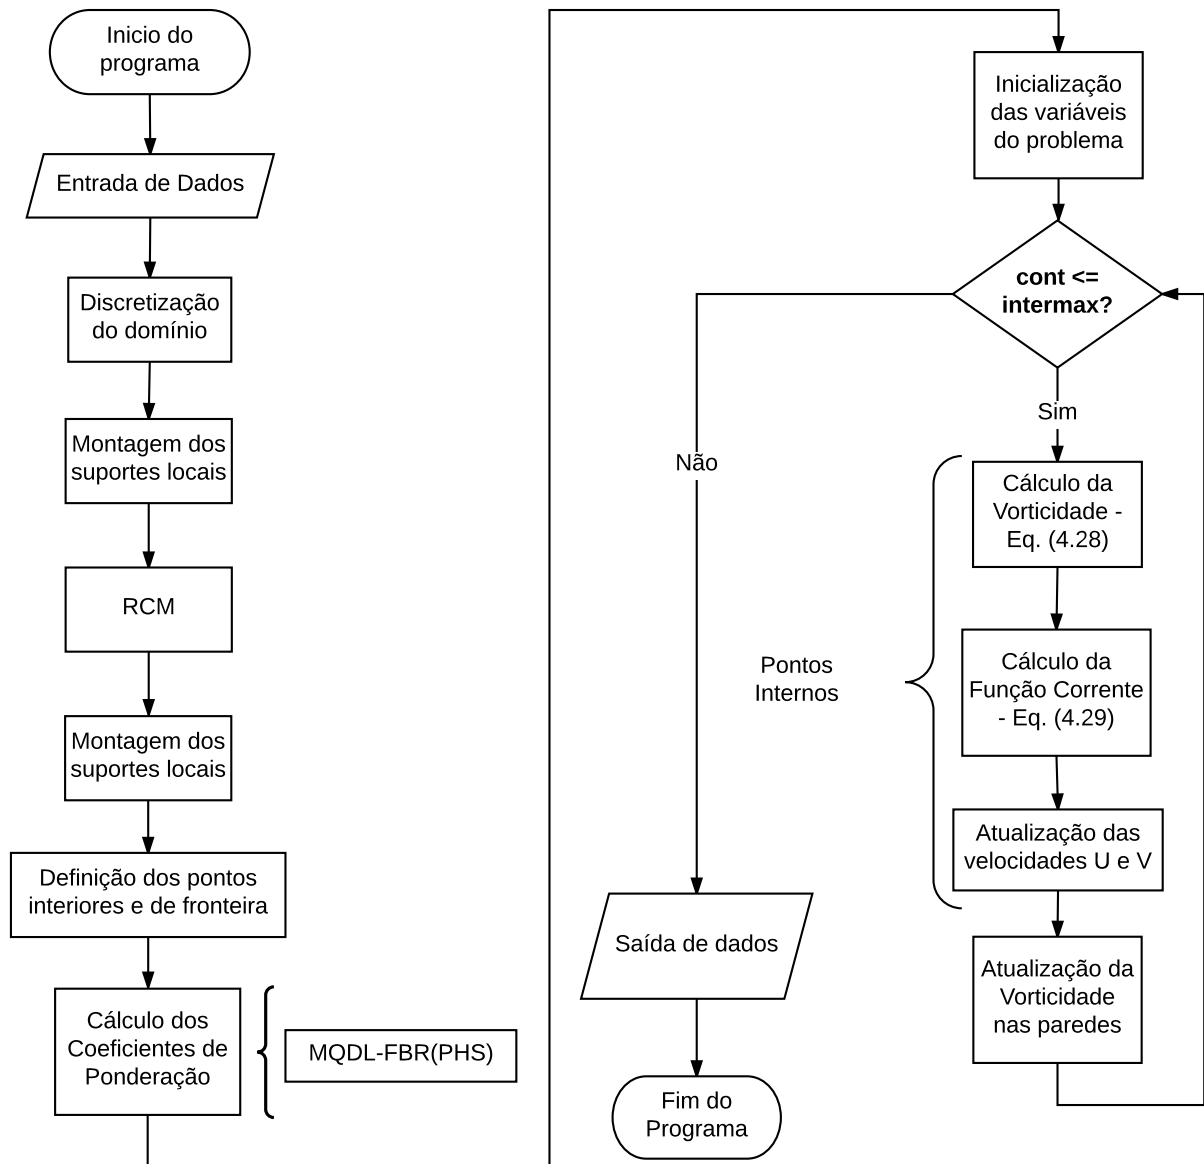 Inicio do
programa
Entrada de Dados
Discretização
do domínio
Montagem dos
suportes locais
RCM
Montagem dos
suportes locais
Definição dos pontos
interiores e de fronteira
Cálculo dos
Coeficientes de
Ponderação
MQDL-FBR(PHS)
Inicialização
das variáveis
do problema
cont <=
intermax?
Sim
Não
Cálculo da
Vorticidade -
Eq. (4.28)
Cálculo da
Função Corrente
- Eq. (4.29)
Pontos
Internos
Atualização das
velocidades U e V
Atualização da
Vorticidade
nas paredes
Saída de dados
Fim do
Programa